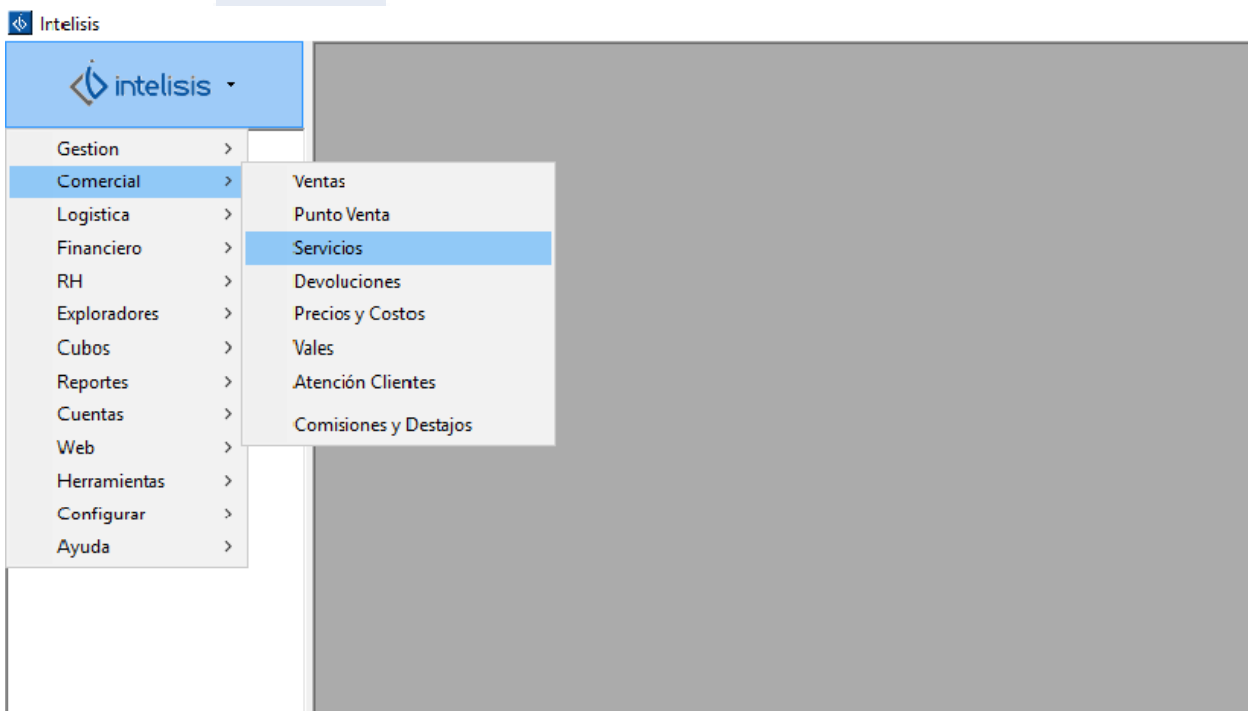 Intelisis
intelisis
Gestion
Comercial
Logistica
Financiero
RH
Exploradores
Cubos
Reportes
Cuentas
Web
Herramientas
Configurar
Ayuda
Ventas
Punto Venta
Servicios
Devoluciones
Precios y Costos
Vales
Atención Clientes
Comisiones y Destajos